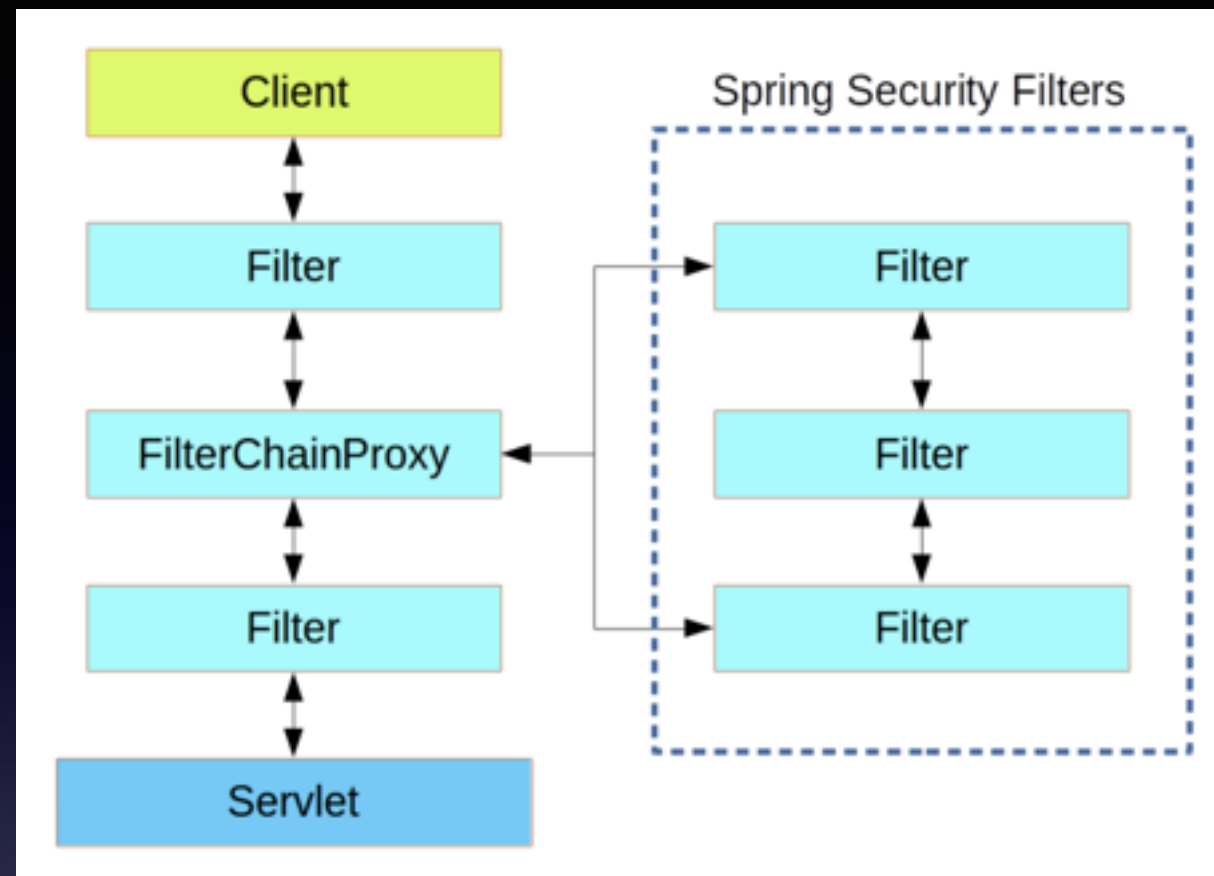 Client
Filter
FilterChainProxy
Filter
Servlet
Spring Security Filters
Filter
Filter
Filter